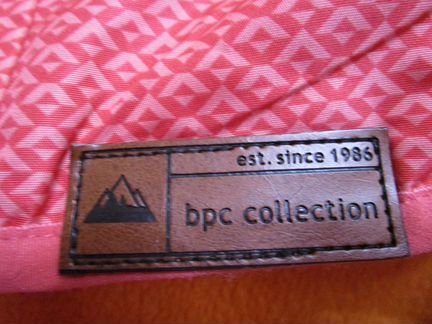 est. since 1986
bpc collection